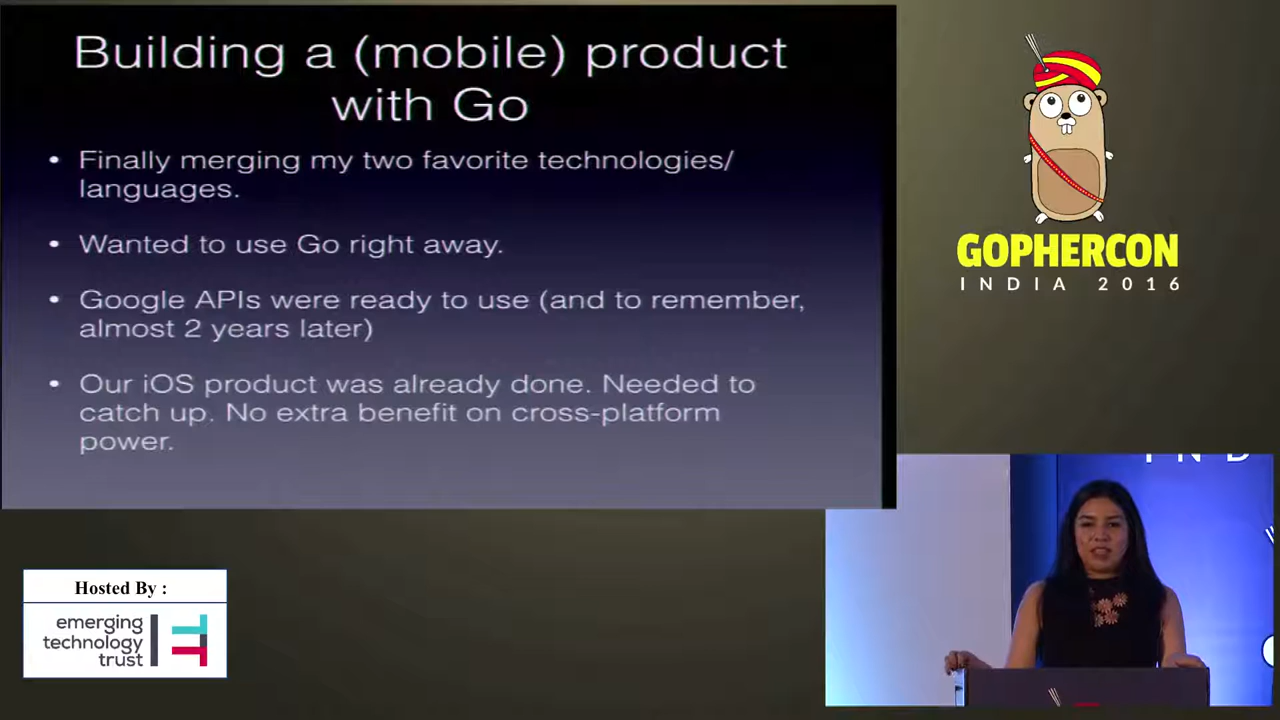 Building a (mobile) product
with Go
• Finally merging my two favorite technologies/
languages.
• Wanted to use Go right away.
• Google APIs were ready to use (and to remember,
almost 2 years later)
• Our iOS product was already done. Needed to
catch up. No extra benefit on cross-platform
power.
GOPHERCON
INDIA 2016
IND
Hosted By :
emerging
technology
trust